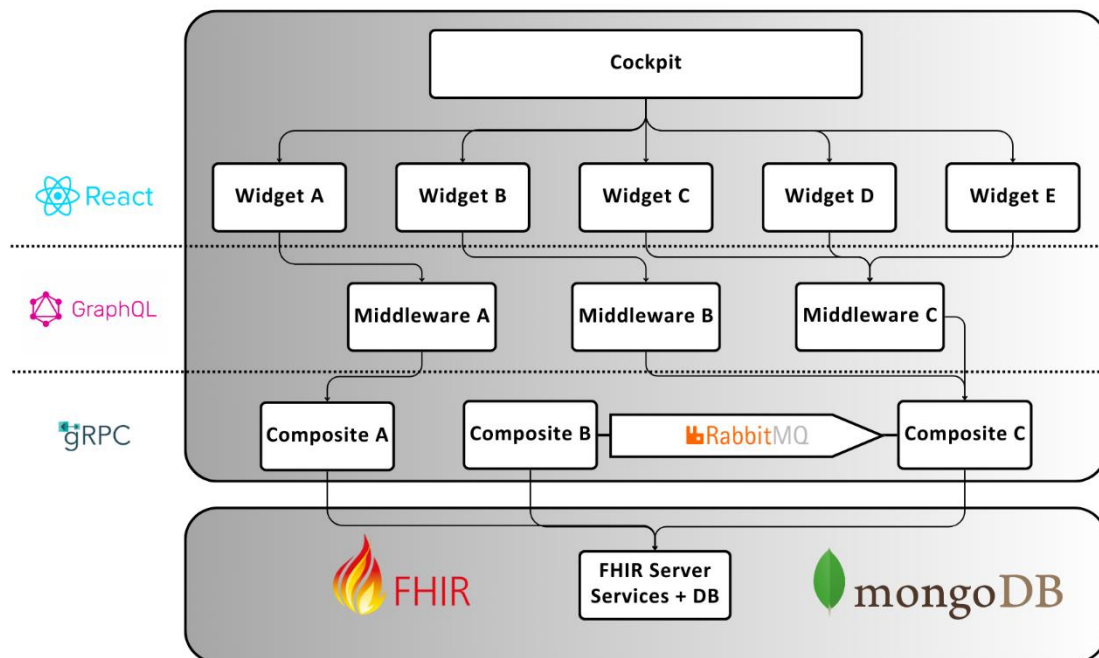 Cockpit
React
Widget A
Widget B
Widget C
Widget D
Widget E
GraphQL
Middleware A
Middleware B
Middleware C
gRPC
Composite A
Composite B
RabbitMQ
Composite C
FHIR
FHIR Server
Services + DB
mongoDB